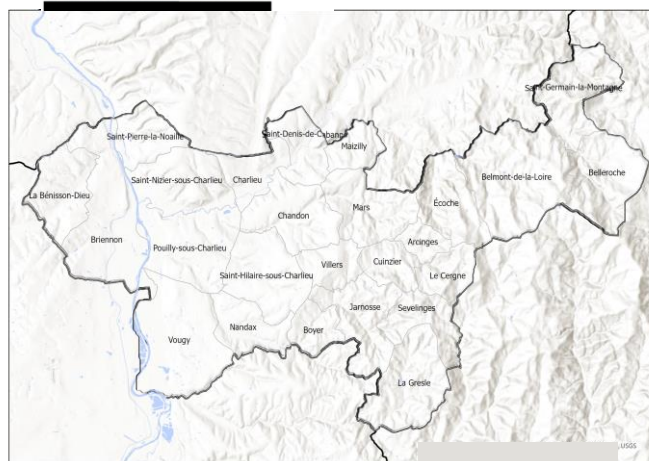 Saint-Germain-la-Montagne
Saint-Pierre-la-Noaille
Saint-Denis-de-Cabanne
Maizilly
Belleroche
Saint-Nizier-sous-Charlieu
Charlieu
Belmont-de-la-Loire
La Bénisson-Dieu
Écoche
Mars
Chandon
Briennon
Arcinges
Pouilly-sous-Charlieu
Cuinzier
Villers
Saint-Hilaire-sous-Charlieu
Le Cergne
Jarnosse
Sevelinges
Nandax
Boyer
Vougy
La Gresle
USGS